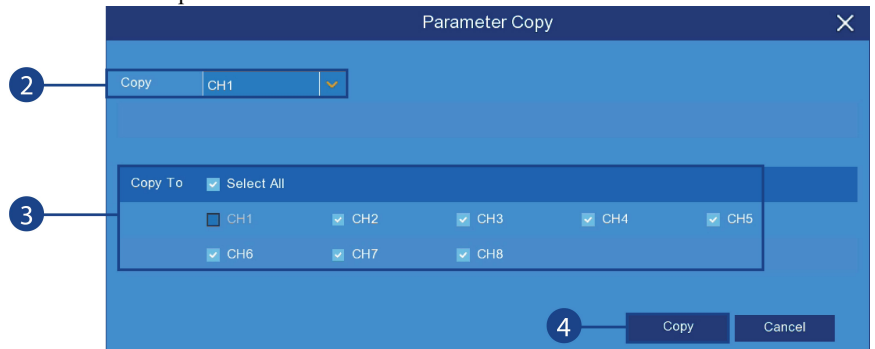 Parameter Copy
2
Copy CH1
Copy To Select All
3
CH1 CH2 CH3 CH4 CH5
CH6 CH7 CH8
4
Copy Cancel